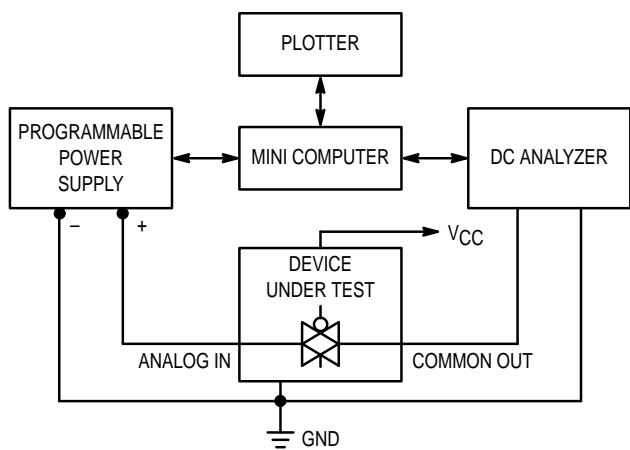 PLOTTER
PROGRAMMABLE
POWER
SUPPLY
MINI COMPUTER
DC ANALYZER
– +
VCC
DEVICE
UNDER TEST
ANALOG IN
COMMON OUT
GND